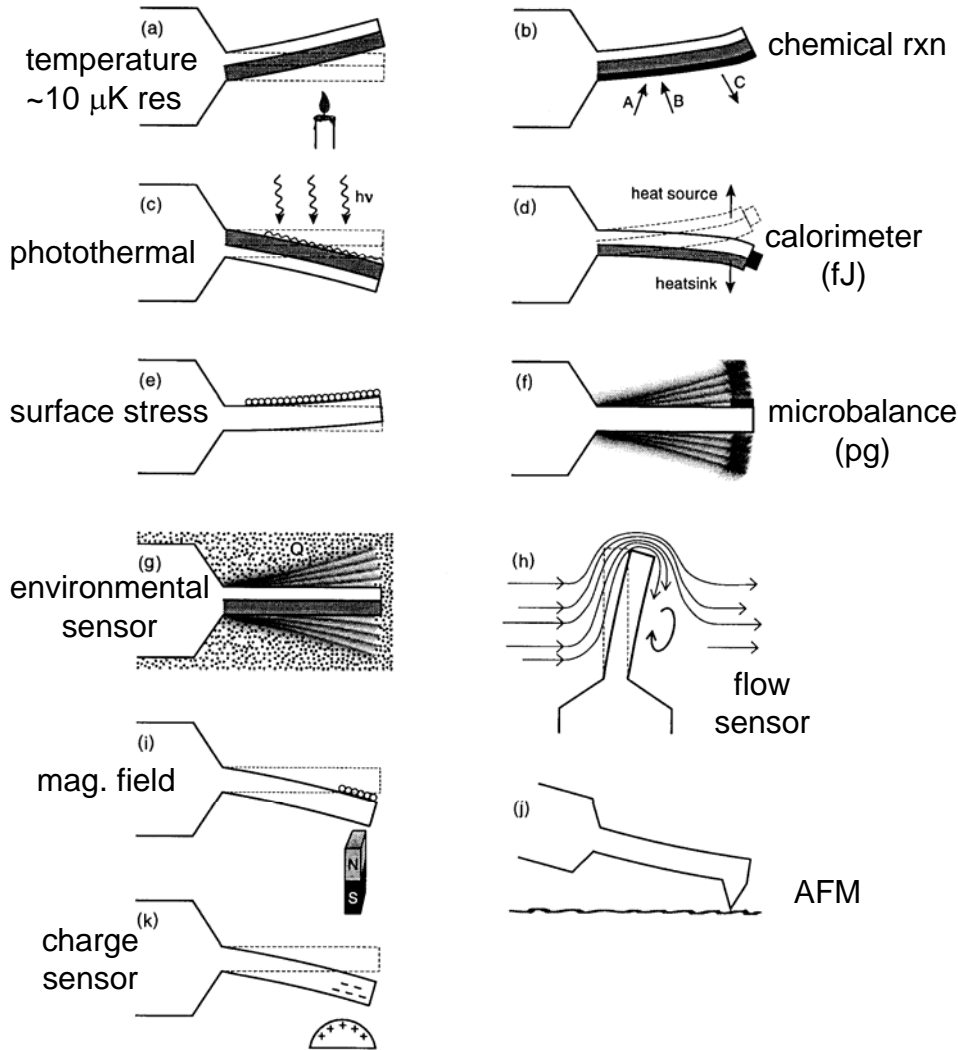 (a)
temperature
~10 μK res
(b)
chemical rxn
A
B
C
(c)
photothermal
hν
(d)
heat source
heatsink
calorimeter
(fJ)
(e)
surface stress
(f)
microbalance
(pg)
(g)
Q
environmental
sensor
(h)
flow
sensor
(i)
mag. field
N
S
(j)
AFM
(k)
charge
sensor
− − −
− − −
+ + + + +